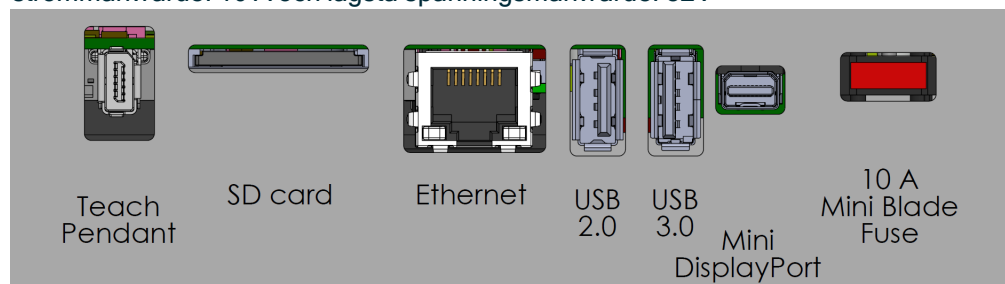 Teach
Pendant
SD card
Ethernet
USB
2.0
USB
3.0
Mini
DisplayPort
10 A
Mini Blade
Fuse